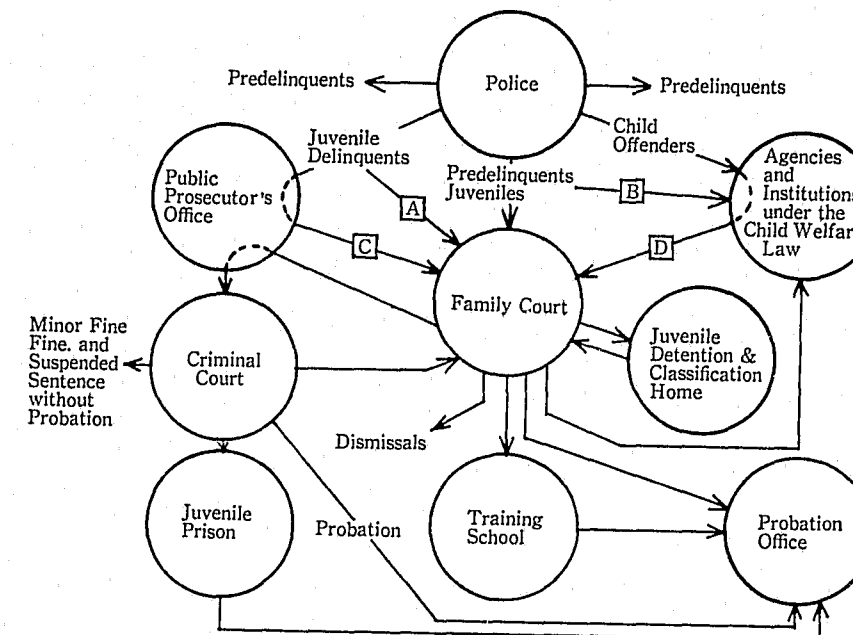 Police
Predelinquents
Predelinquents
Juvenile
Delinquents
Child
Offenders
Predelinquents
Juveniles
Public
Prosecutor's
Office
Agencies
and
Institutions
under the
Child Welfar
Law
A
B
C
D
Family Court
Minor Fine
Fine. and
Suspended
Sentence
without
Probation
Criminal
Court
Juvenile
Detention &
Classification
Home
Dismissals
Juvenile
Prison
Probation
Training
School
Probation
Office